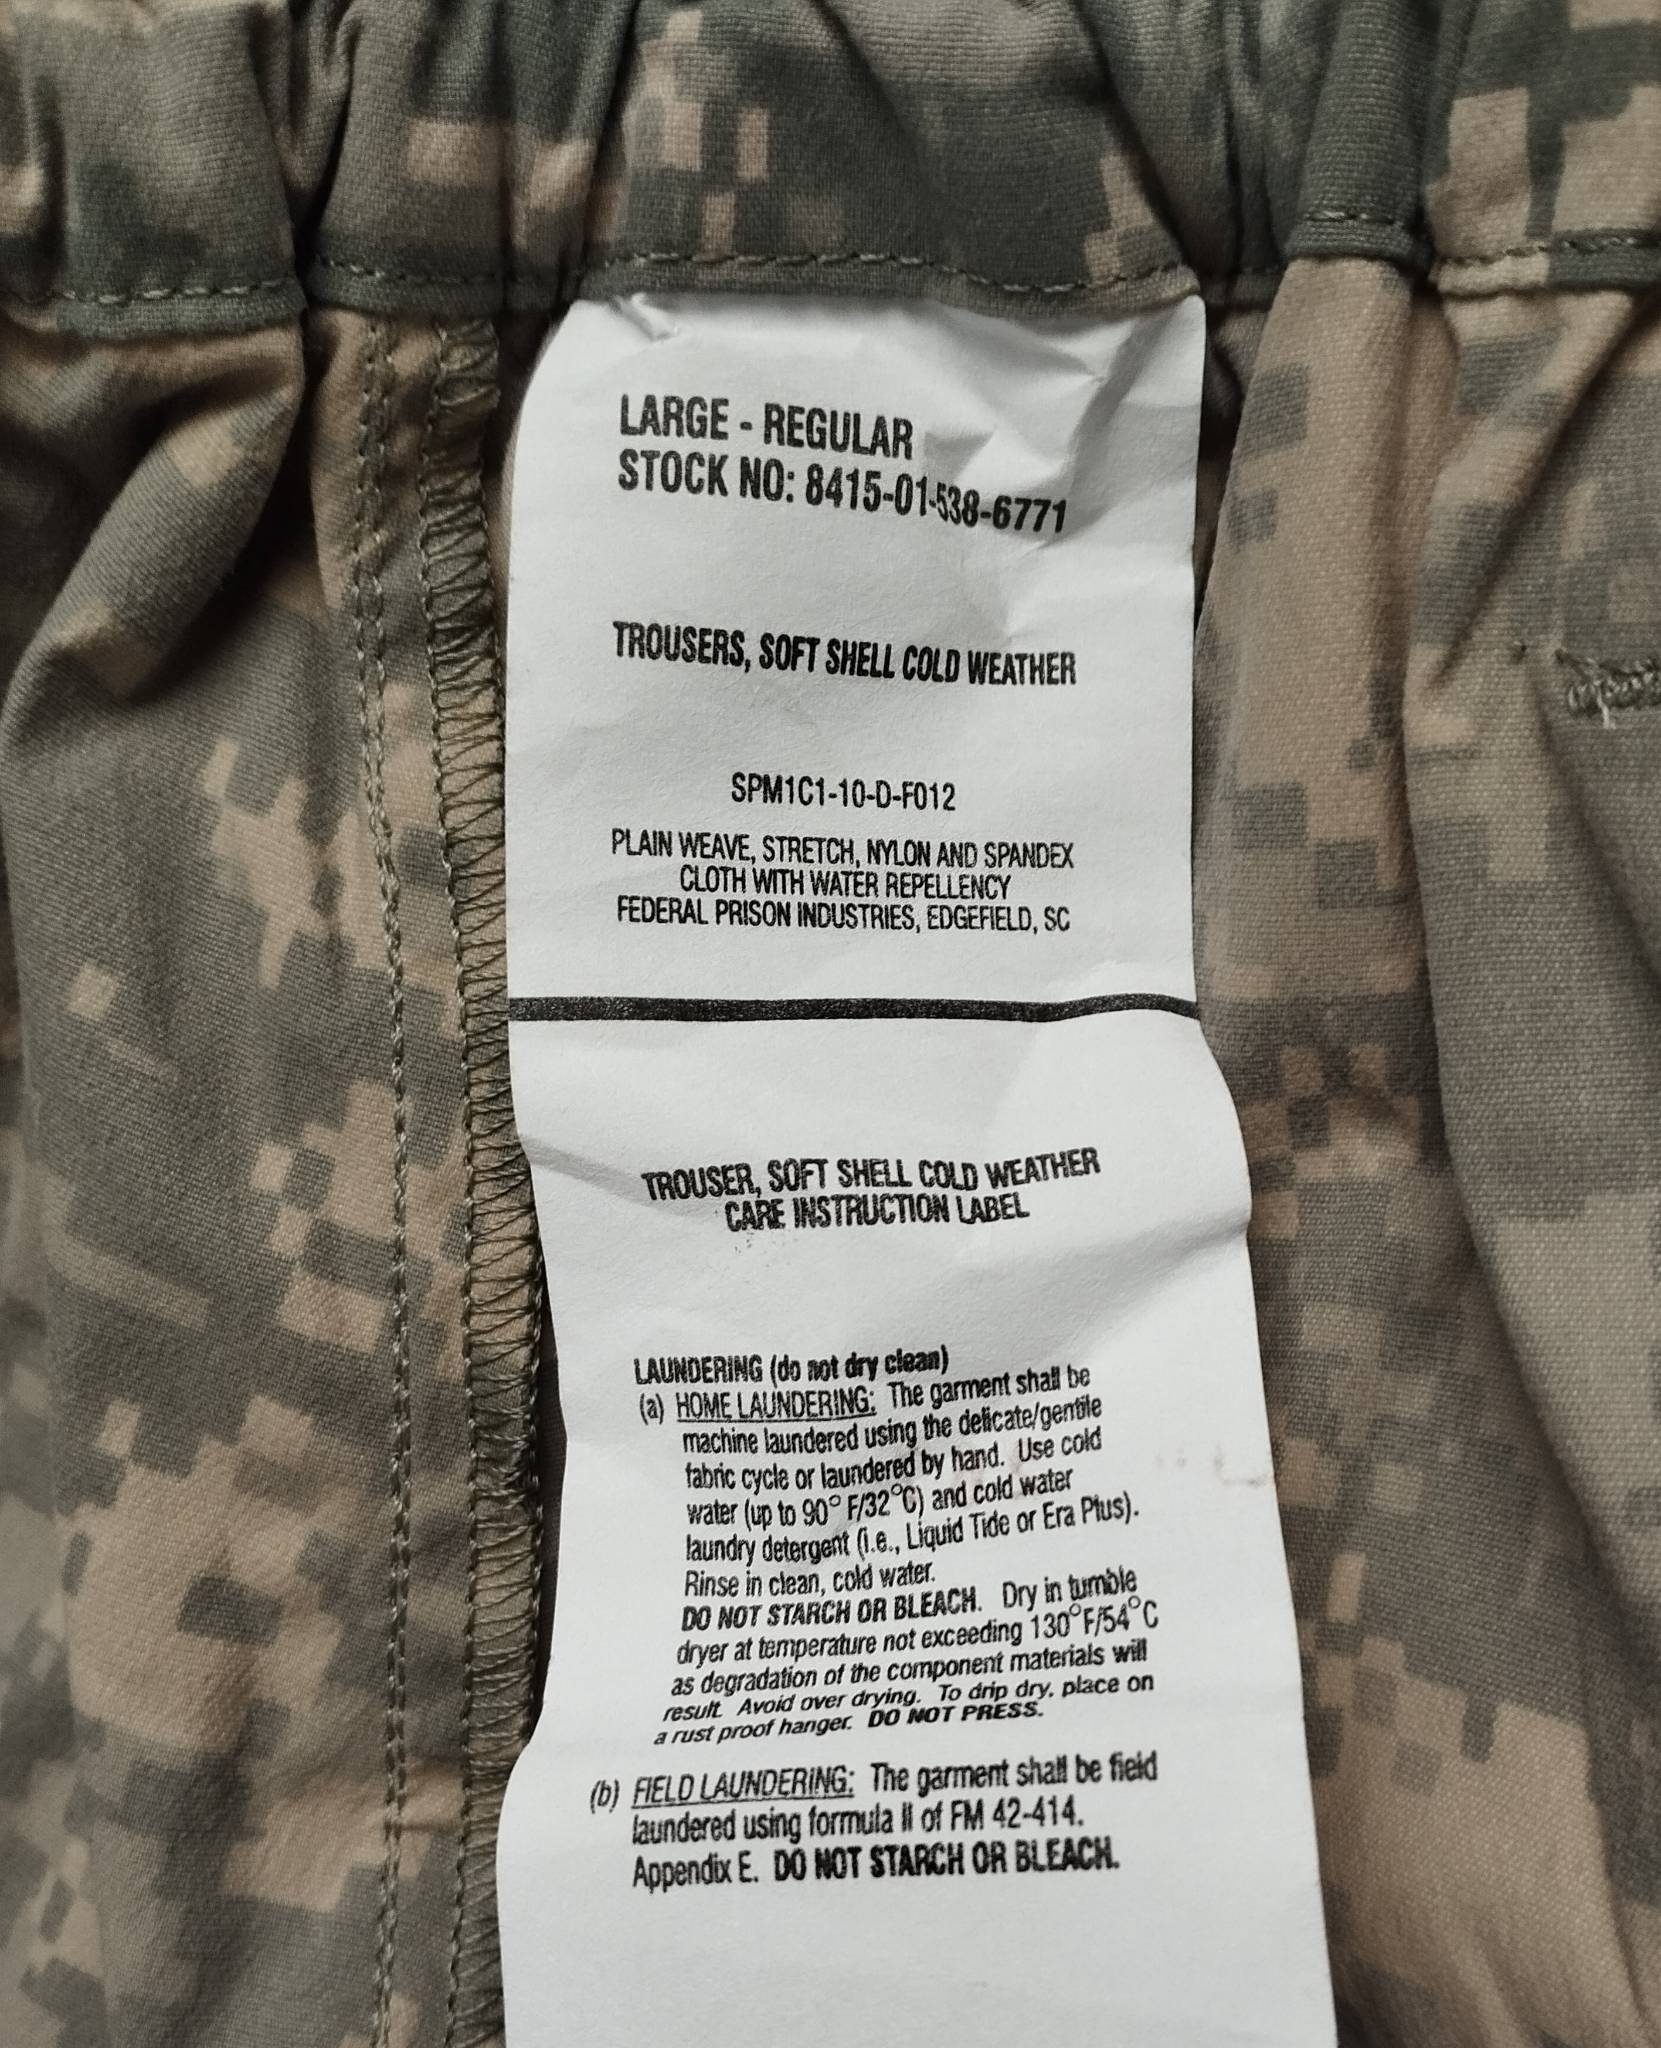 LARGE - REGULAR
STOCK NO: 8415-01-538-6771
TROUSERS, SOFT SHELL COLD WEATHER
SPM1C1-10-D-F012
PLAIN WEAVE, STRETCH, NYLON AND SPANDEX
CLOTH WITH WATER REPELLENCY
FEDERAL PRISON INDUSTRIES, EDGEFIELD, SC
TROUSER, SOFT SHELL COLD WEATHER
CARE INSTRUCTION LABEL
LAUNDERING (do not dry clean)
(a) HOME LAUNDERING: The garment shall be
machine laundered using the delicate/gentile
fabric cycle or laundered by hand. Use cold
water (up to 90° F/32°C) and cold water
laundry detergent (i.e., Liquid Tide or Era Plus).
Rinse in clean, cold water.
DO NOT STARCH OR BLEACH. Dry in tumble
dryer at temperature not exceeding 130°F/54°C
as degradation of the component materials will
result. Avoid over drying. To drip dry, place on
a rust proof hanger. DO NOT PRESS.
(b) FIELD LAUNDERING: The garment shall be field
laundered using formula II of FM 42-414.
Appendix E. DO NOT STARCH OR BLEACH.